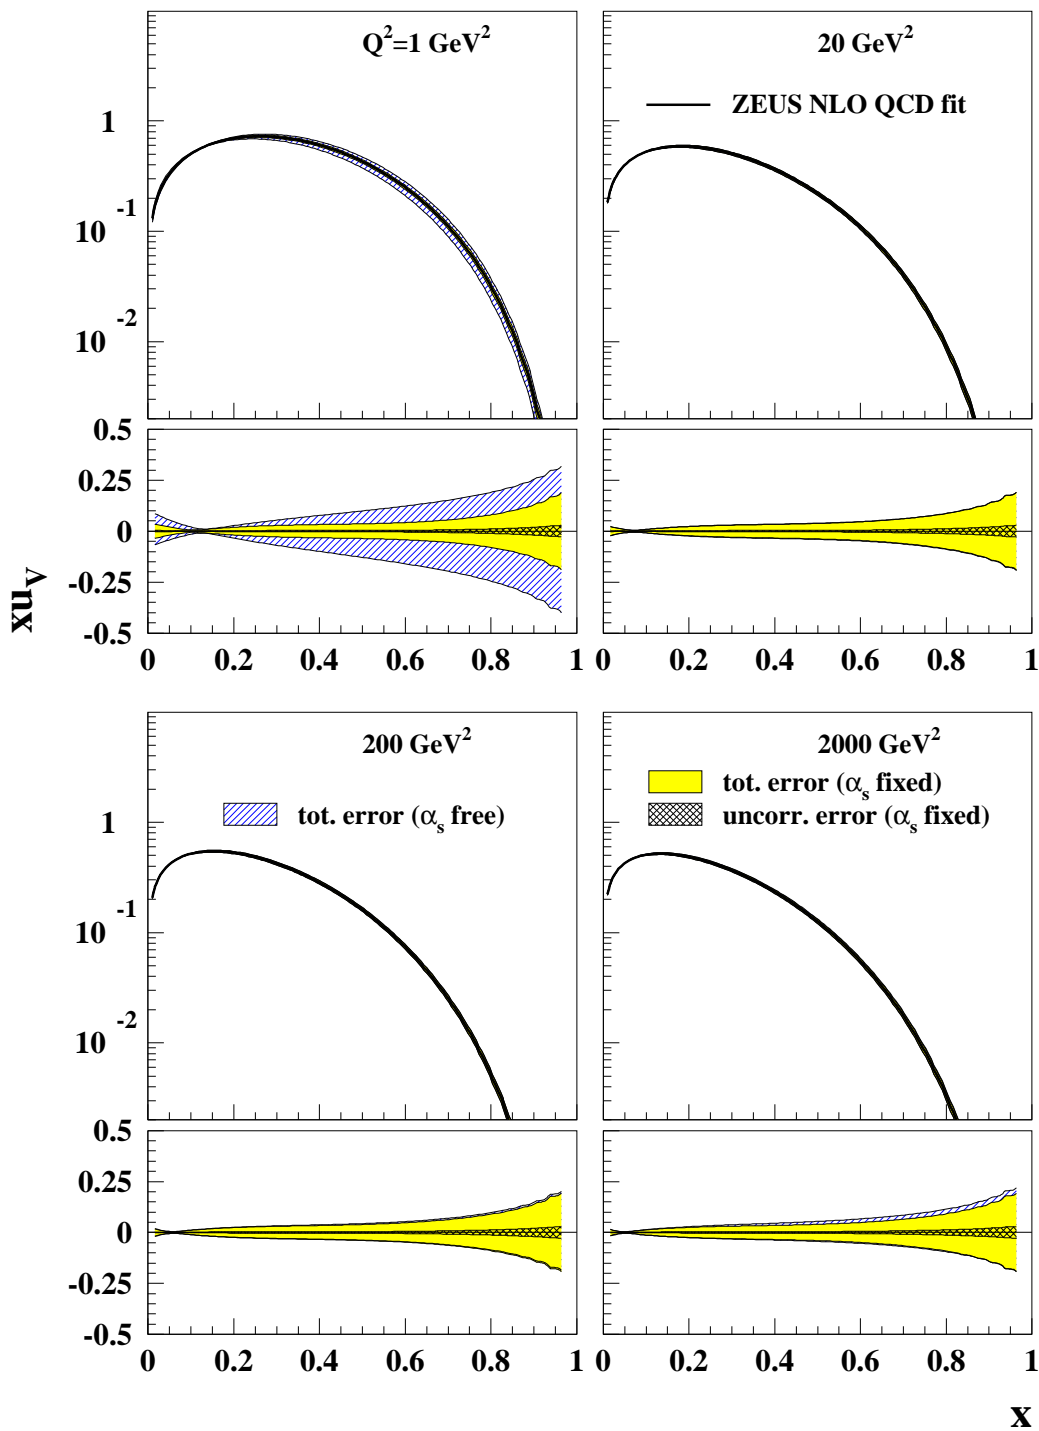 Q²=1 GeV²
20 GeV²
ZEUS NLO QCD fit
1
10⁻¹
10⁻²
0.5
0.25
0
-0.25
-0.5
xu_V
0 0.2 0.4 0.6 0.8 1
0 0.2 0.4 0.6 0.8 1
200 GeV²
2000 GeV²
tot. error (α_s free)
tot. error (α_s fixed)
uncorr. error (α_s fixed)
1
10⁻¹
10⁻²
0.5
0.25
0
-0.25
-0.5
0 0.2 0.4 0.6 0.8 1
0 0.2 0.4 0.6 0.8 1
x